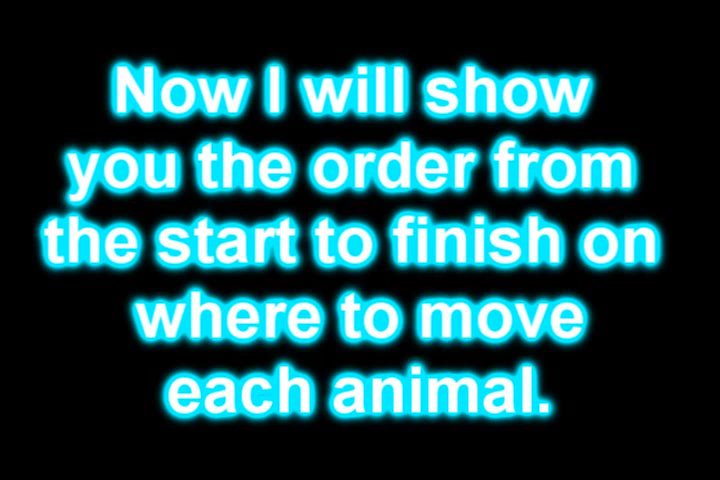 Now I will show
you the order from
the start to finish on
where to move
each animal.